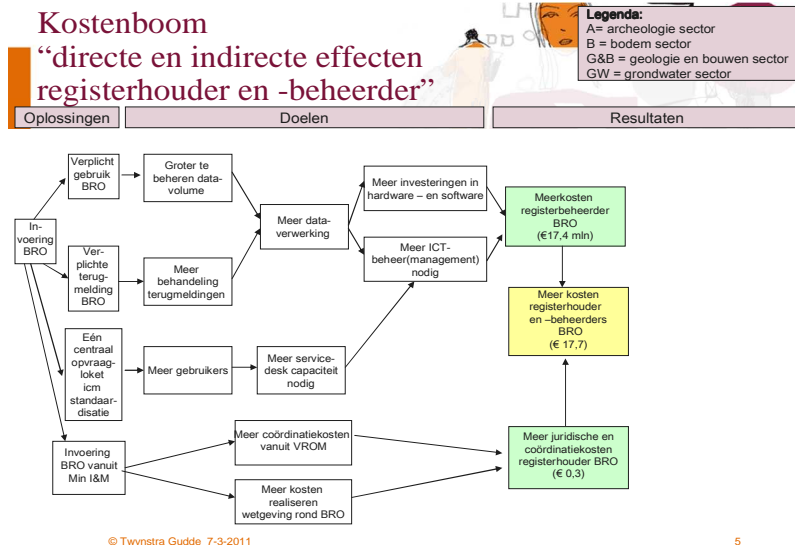 Kostenboom
“directe en indirecte effecten
registerhouder en -beheerder”
Legenda:
A= archeologie sector
B = bodem sector
G&B = geologie en bouwen sector
GW = grondwater sector
Oplossingen
Doelen
Resultaten
In-
voering
BRO
Verplicht
gebruik
BRO
Ver-
plichte
terug-
melding
BRO
Eén
centraal
opvraag-
loket
icm
standaar-
disatie
Invoering
BRO vanuit
Min I&M
Groter te
beheren data-
volume
Meer
behandeling
terugmeldingen
Meer gebruikers
Meer data-
verwerking
Meer service-
desk capaciteit
nodig
Meer coördinatiekosten
vanuit VROM
Meer kosten
realiseren
wetgeving rond BRO
Meer investeringen in
hardware – en software
Meer ICT-
beheer(management)
nodig
Meerkosten
registerbeheerder
BRO
(€17,4 mln)
Meer kosten
registerhouder
en –beheerders
BRO
(€ 17,7)
Meer juridische en
coördinatiekosten
registerhouder BRO
(€ 0,3)
© Twynstra Gudde 7-3-2011
5